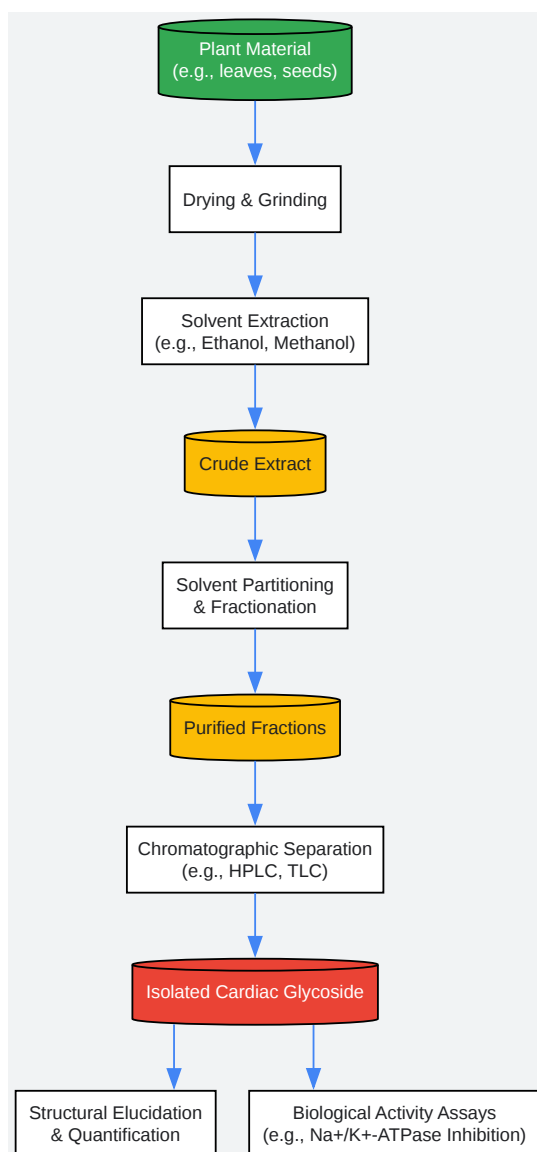 Plant Material
(e.g., leaves, seeds)
Drying & Grinding
Solvent Extraction
(e.g., Ethanol, Methanol)
Crude Extract
Solvent Partitioning
& Fractionation
Purified Fractions
Chromatographic Separation
(e.g., HPLC, TLC)
Isolated Cardiac Glycoside
Structural Elucidation
& Quantification
Biological Activity Assays
(e.g., Na+/K+-ATPase Inhibition)